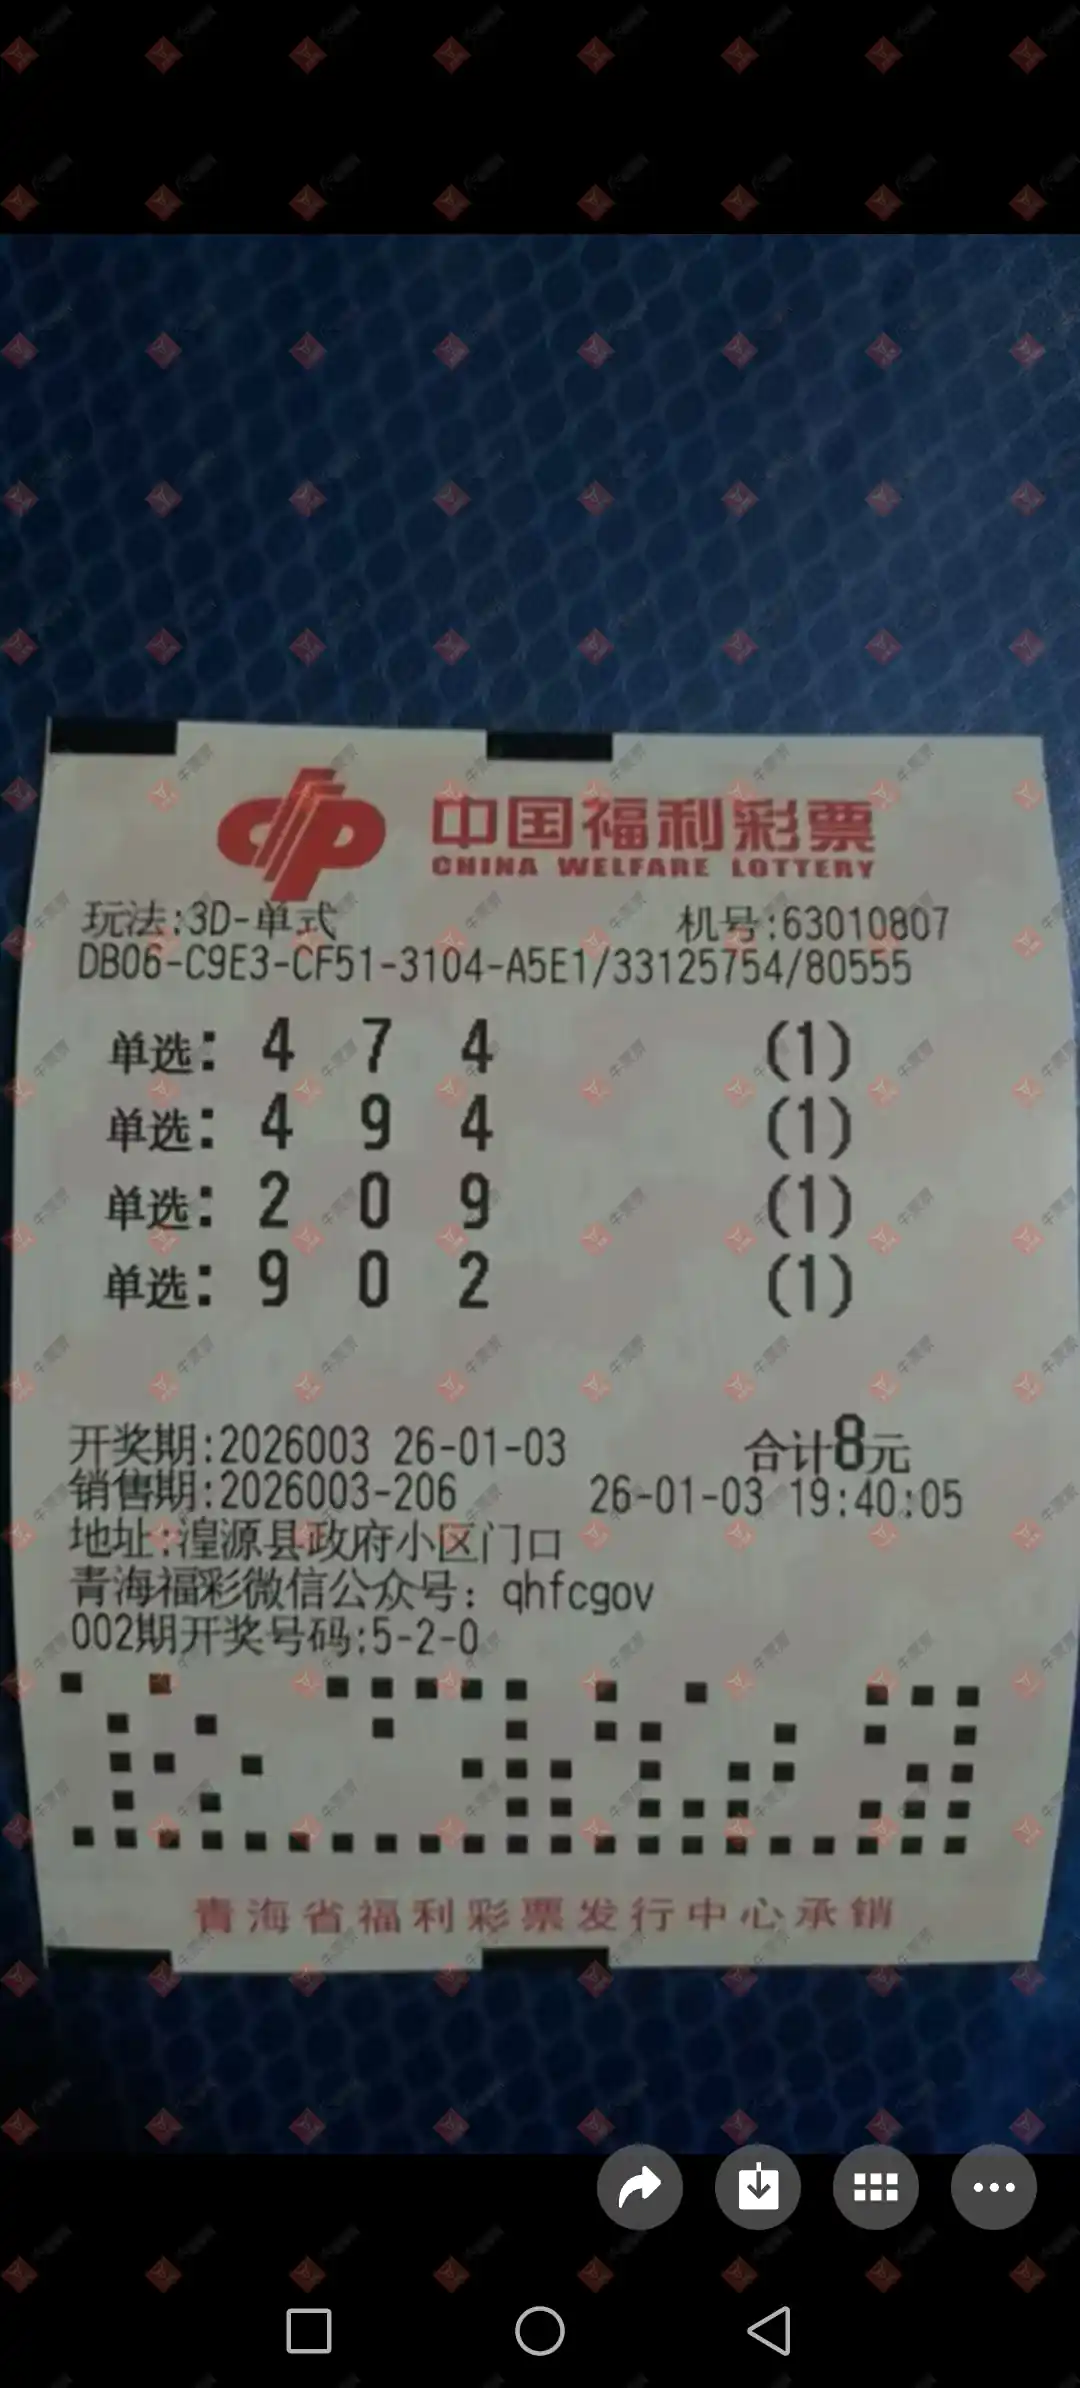 中国福利彩票
CHINA WELFARE LOTTERY
玩法:3D-单式 机号:63010807
DB06-C9E3-CF51-3104-A5E1/33125754/80555
单选: 4 7 4 (1)
单选: 4 9 4 (1)
单选: 2 0 9 (1)
单选: 9 0 2 (1)
开奖期:2026003 26-01-03 合计8元
销售期:2026003-206 26-01-03 19:40:05
地址:湟源县政府小区门口
青海福彩微信公众号: qhfcgov
002期开奖号码:5-2-0
青海省福利彩票发行中心承销